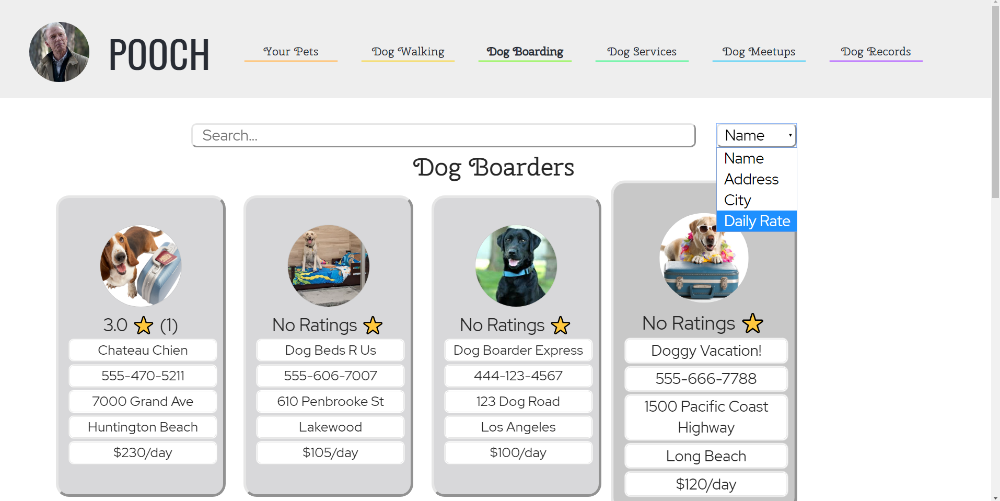 POOCH
Your Pets
Dog Walking
Dog Boarding
Dog Services
Dog Meetups
Dog Records
Search...
Name
Name
Address
City
Daily Rate
Dog Boarders
3.0 (1)
Chateau Chien
555-470-5211
7000 Grand Ave
Huntington Beach
$230/day
No Ratings
Dog Beds R Us
555-606-7007
610 Penbrooke St
Lakewood
$105/day
No Ratings
Dog Boarder Express
444-123-4567
123 Dog Road
Los Angeles
$100/day
No Ratings
Doggy Vacation!
555-666-7788
1500 Pacific Coast
Highway
Long Beach
$120/day